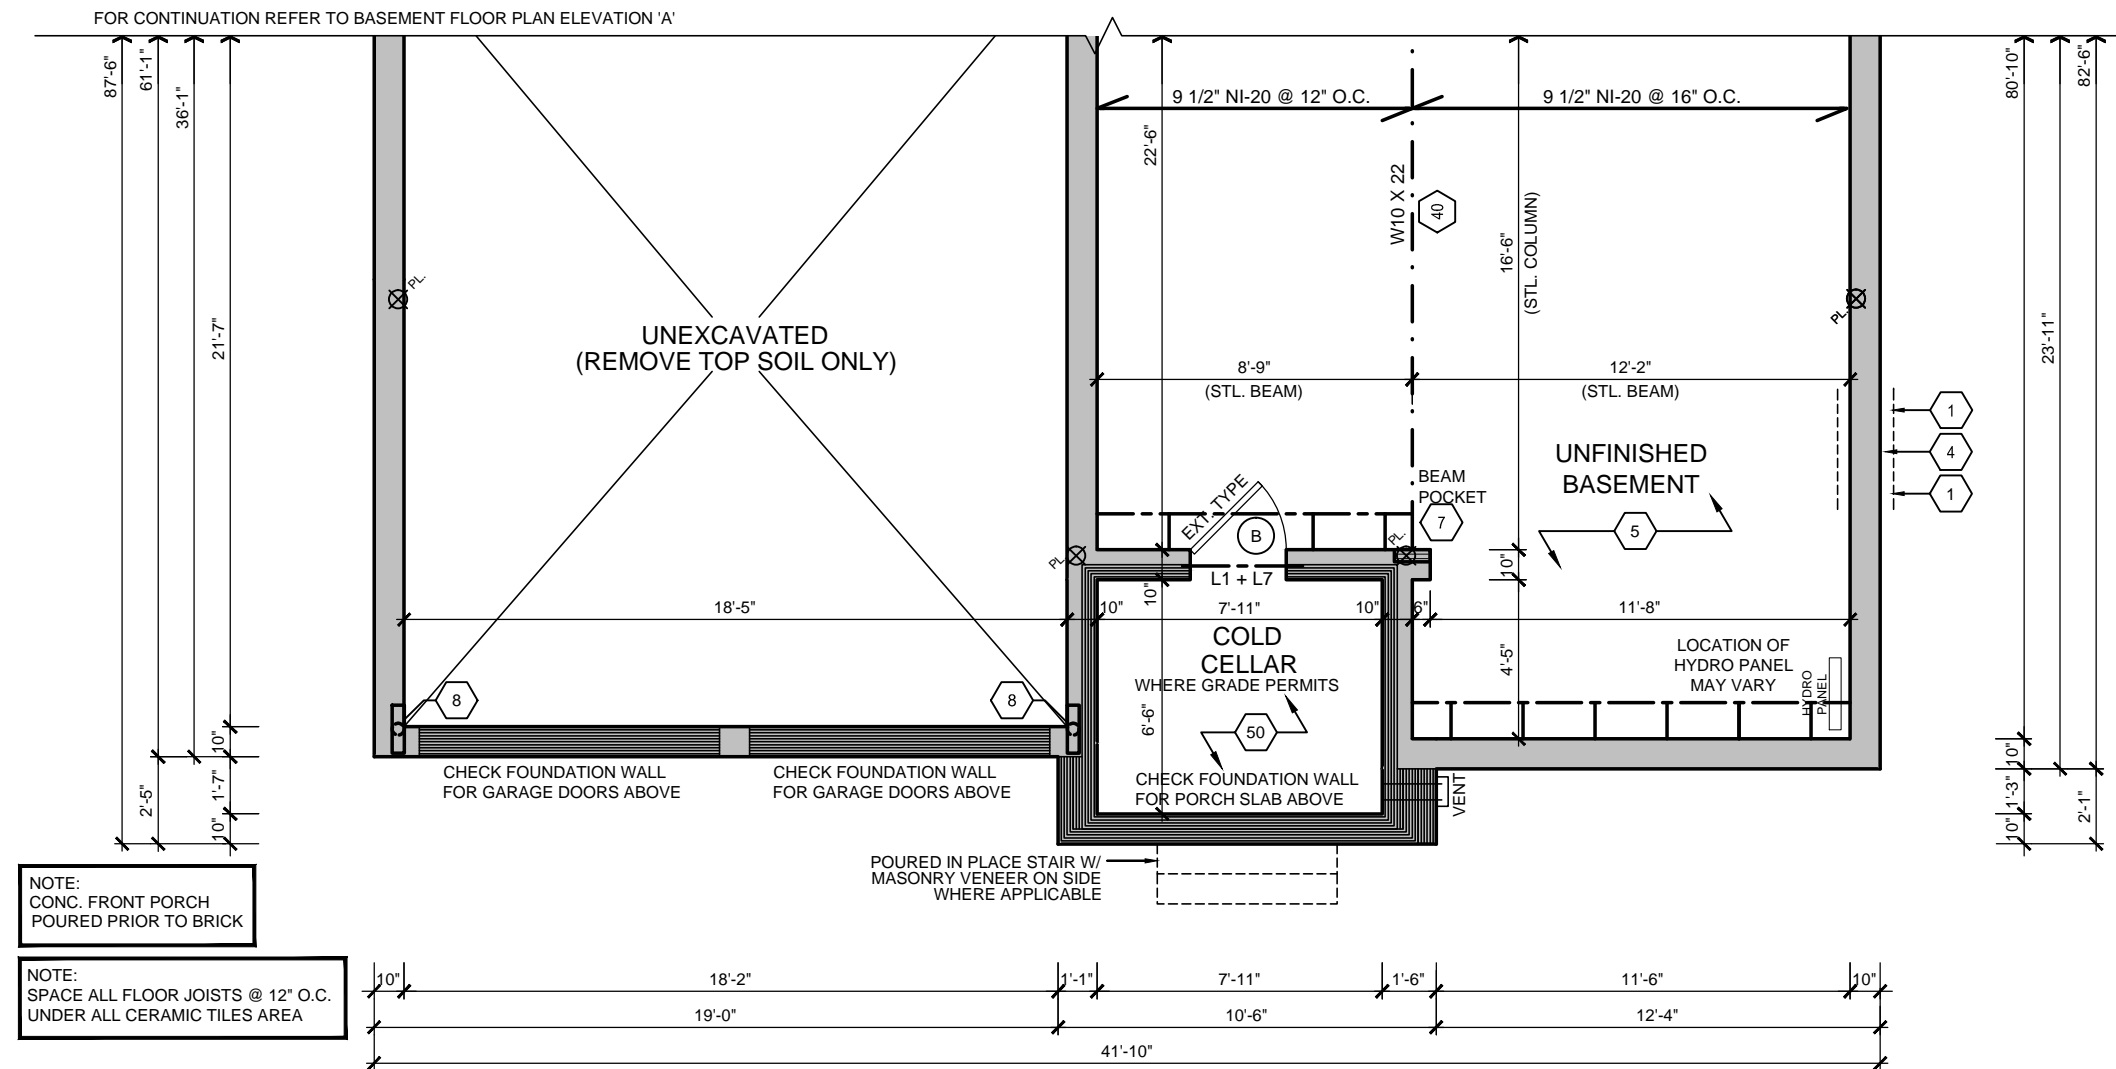 FOR CONTINUATION REFER TO BASEMENT FLOOR PLAN ELEVATION 'A'
87'-6"
61'-1"
36'-1"
21'-7"
10"
1'-7"
10"
2'-5"
PL.
UNEXCAVATED
(REMOVE TOP SOIL ONLY)
18'-5"
8
8
CHECK FOUNDATION WALL
FOR GARAGE DOORS ABOVE
CHECK FOUNDATION WALL
FOR GARAGE DOORS ABOVE
9 1/2" NI-20 @ 12" O.C.
9 1/2" NI-20 @ 16" O.C.
22'-6"
W10 X 22
40
16'-6"
(STL. COLUMN)
8'-9"
(STL. BEAM)
12'-2"
(STL. BEAM)
PL.
UNFINISHED
BASEMENT
5
BEAM
POCKET
7
EXT. TYPE
B
PL.
PL.
L1 + L7
10"
10"
10"
7'-11"
10"
6"
11'-8"
COLD
CELLAR
WHERE GRADE PERMITS
50
6'-6"
4'-5"
CHECK FOUNDATION WALL
FOR PORCH SLAB ABOVE
VENT
LOCATION OF
HYDRO PANEL
MAY VARY
HYDRO
PANEL
1
4
1
80'-10"
23'-11"
82'-6"
10"
1'-3"
10"
2'-1"
POURED IN PLACE STAIR W/
MASONRY VENEER ON SIDE
WHERE APPLICABLE
NOTE:
CONC. FRONT PORCH
POURED PRIOR TO BRICK
NOTE:
SPACE ALL FLOOR JOISTS @ 12" O.C.
UNDER ALL CERAMIC TILES AREA
10"
18'-2"
1'-1"
7'-11"
1'-6"
11'-6"
10"
19'-0"
10'-6"
12'-4"
41'-10"